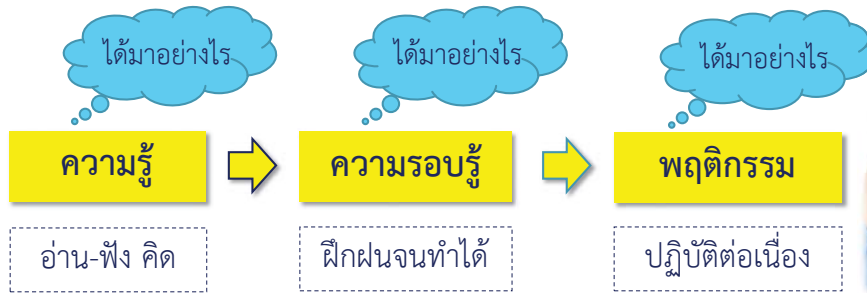 ได้มาอย่างไร
ได้มาอย่างไร
ได้มาอย่างไร
ความรู้
ความรอบรู้
พฤติกรรม
อ่าน-ฟัง คิด
ฝึกฝนจนทำได้
ปฏิบัติต่อเนื่อง